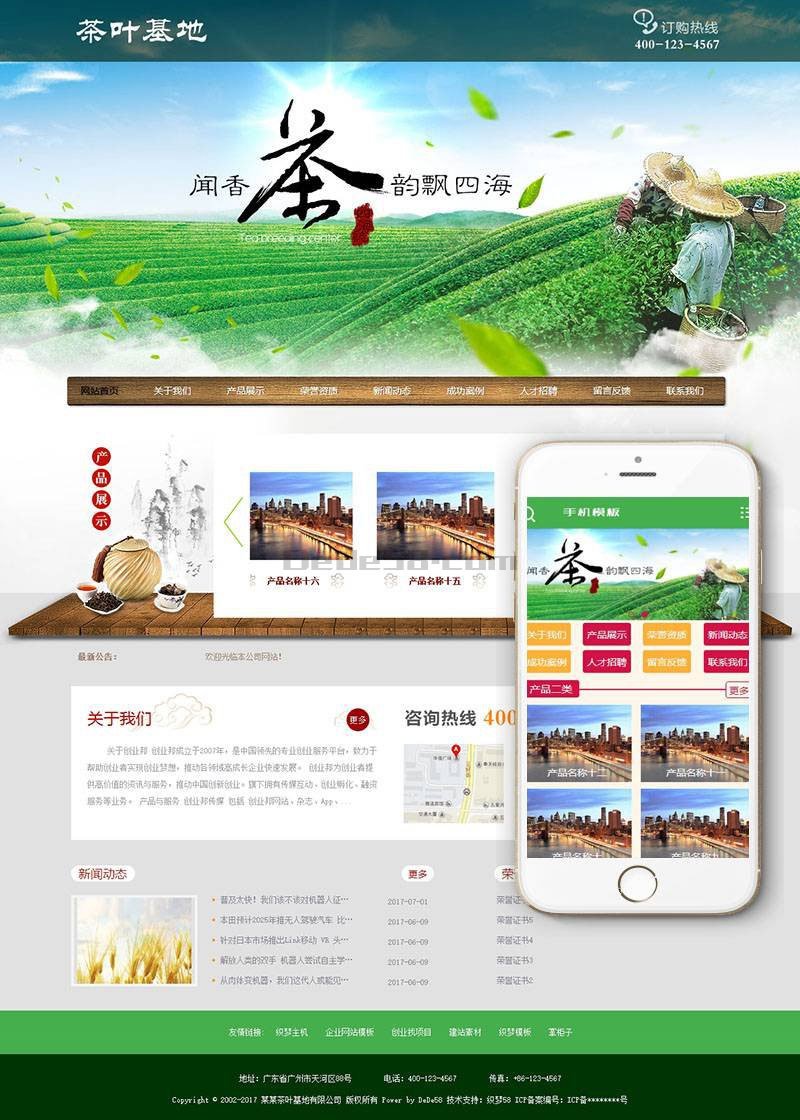 茶叶基地
订购热线
400-123-4567
闻香 茶 韵飘四海
Tea breeding center
网站首页 关于我们 产品展示 荣誉资质 新闻动态 成功案例 人才招聘 留言反馈 联系我们
产品展示
产品名称十六 产品名称十五
DeDe58.com
最新公告： 欢迎光临本公司网站！
关于我们 更多
关于创业邦 创业邦成立于2007年，是中国领先的专业创业服务平台，致力于
帮助创业者实现创业梦想，推动各领域高成长企业快速发展。 创业邦为创业者提
供高价值的资讯与服务，推动中国创新创业。旗下拥有传媒互动、创业孵化、融资
服务等业务。 产品与服务 创业邦传媒 包括 创业邦网站、杂志、App、...
咨询热线 400
手机模板
闻香 茶 韵飘四海
关于我们 产品展示 荣誉资质 新闻动态
成功案例 人才招聘 留言反馈 联系我们
产品二类 更多
产品名称十二 产品名称十一
产品名称十 产品名称九
新闻动态 更多 荣
普及太快！我们该不该对机器人征… 2017-07-01 荣誉证书
本田预计2025年推无人驾驶汽车 比… 2017-06-09 荣誉证书5
针对日本市场推出Link移动 VR 头… 2017-06-09 荣誉证书4
解放人类的双手 机器人尝试自主学… 2017-06-09 荣誉证书3
从肉体变机器，我们这代人或能见… 2017-06-09 荣誉证书2
友情链接： 织梦主机 企业网站模板 创业找项目 建站素材 织梦模板 掌柜子
地址：广东省广州市天河区88号 电话：400-123-4567 传真：+86-123-4567
Copyright © 2002-2017 某某茶叶基地有限公司 版权所有 Power by DeDe58 技术支持：织梦58 ICP备案编号：ICP备********号